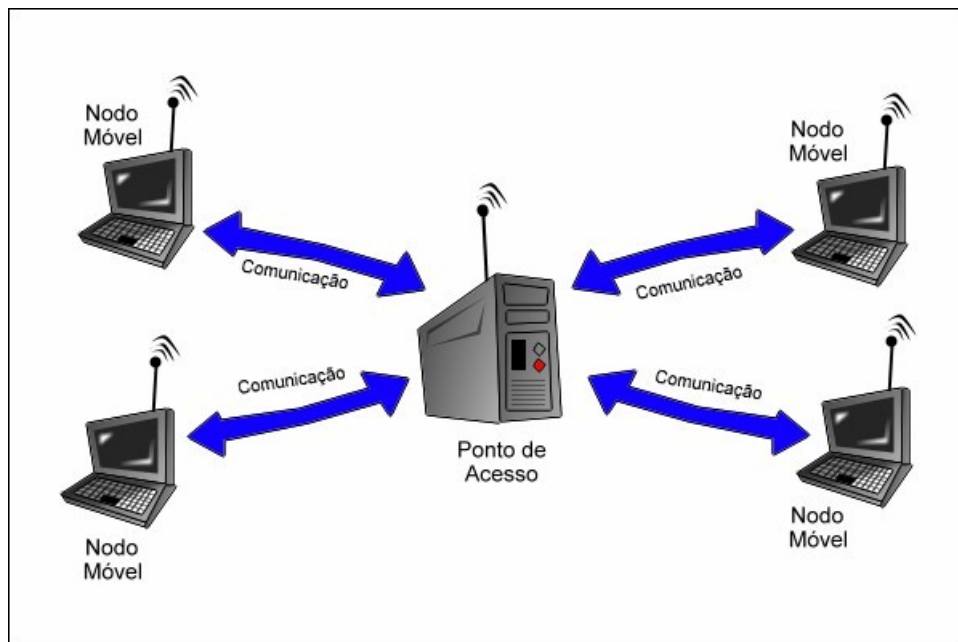 Nodo
Móvel
Nodo
Móvel
Comunicação
Comunicação
Comunicação
Comunicação
Ponto de
Acesso
Nodo
Móvel
Nodo
Móvel